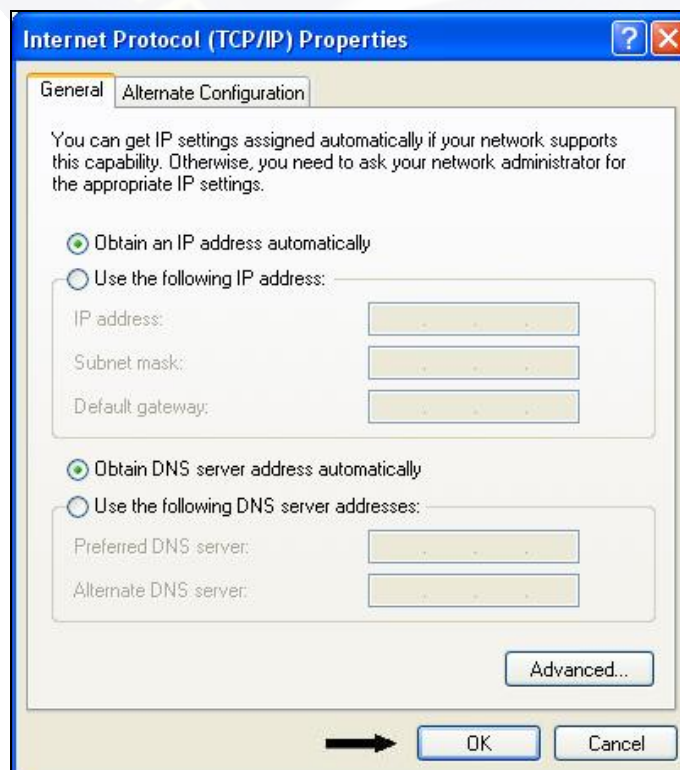 Internet Protocol (TCP/IP) Properties
General
Alternate Configuration
You can get IP settings assigned automatically if your network supports
this capability. Otherwise, you need to ask your network administrator for
the appropriate IP settings.
Obtain an IP address automatically
Use the following IP address:
IP address:
Subnet mask:
Default gateway:
Obtain DNS server address automatically
Use the following DNS server addresses:
Preferred DNS server:
Alternate DNS server:
Advanced...
OK
Cancel